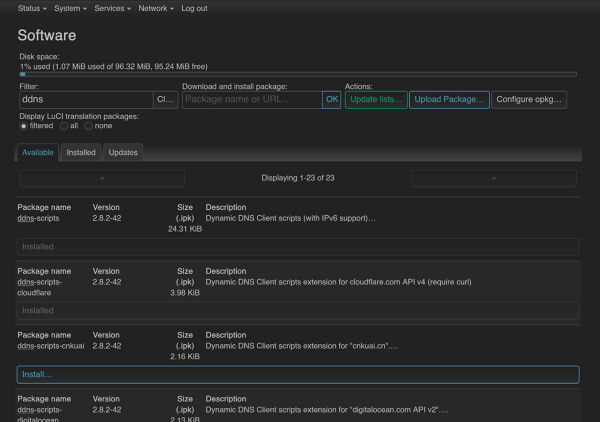 Status System Services Network Log out
Software
Disk space:
1% used (1.07 MiB used of 96.32 MiB, 95.24 MiB free)
Filter: Download and install package: Actions:
ddns Cl... Package name or URL... OK Update lists... Upload Package... Configure opkg...
Display LuCI translation packages:
filtered all none
Available Installed Updates
« Displaying 1-23 of 23 »
Package name Version Size (.ipk) Description
ddns-scripts 2.8.2-42 24.31 KiB Dynamic DNS Client scripts (with IPv6 support)…
Installed
Package name Version Size (.ipk) Description
ddns-scripts-cloudflare 2.8.2-42 3.98 KiB Dynamic DNS Client scripts extension for cloudflare.com API v4 (require curl)
Installed
Package name Version Size (.ipk) Description
ddns-scripts-cnkuai 2.8.2-42 2.16 KiB Dynamic DNS Client scripts extension for "cnkuai.cn".…
Install...
Package name Version Size (.ipk) Description
ddns-scripts-digitalocean 2.8.2-42 2.13 KiB Dynamic DNS Client scripts extension for "digitalocean.com API v2".…